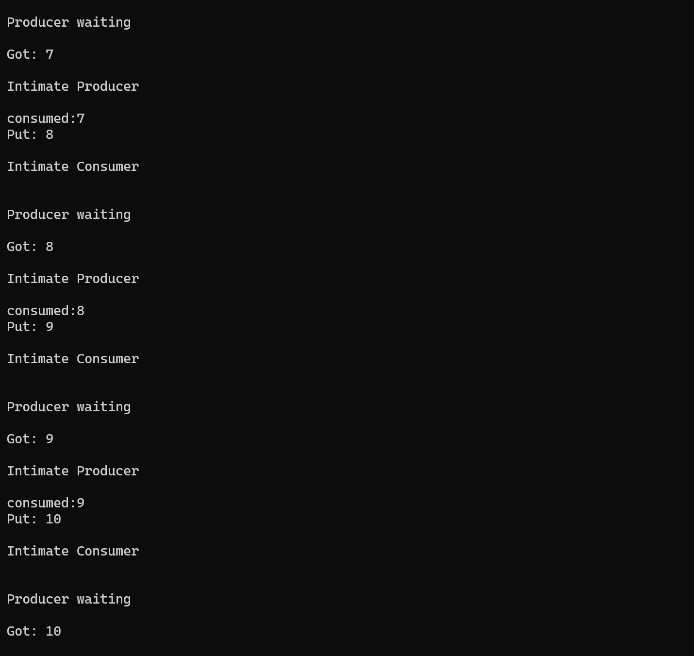 Producer waiting
Got: 7
Intimate Producer
consumed:7
Put: 8
Intimate Consumer
Producer waiting
Got: 8
Intimate Producer
consumed:8
Put: 9
Intimate Consumer
Producer waiting
Got: 9
Intimate Producer
consumed:9
Put: 10
Intimate Consumer
Producer waiting
Got: 10